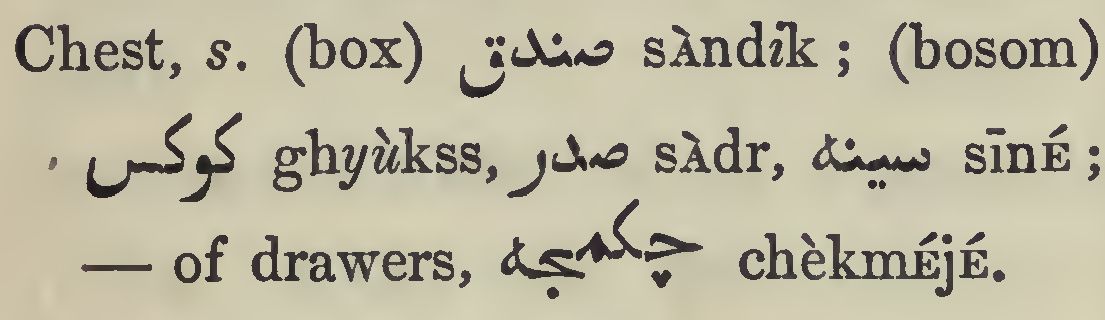 Chest, s. (box) صندق sÀndik ; (bosom)
كوكس ghyùkss, صدر sÀdr, سينه sīnÉ ;
— of drawers, چكمجه chèkmÉjÉ.